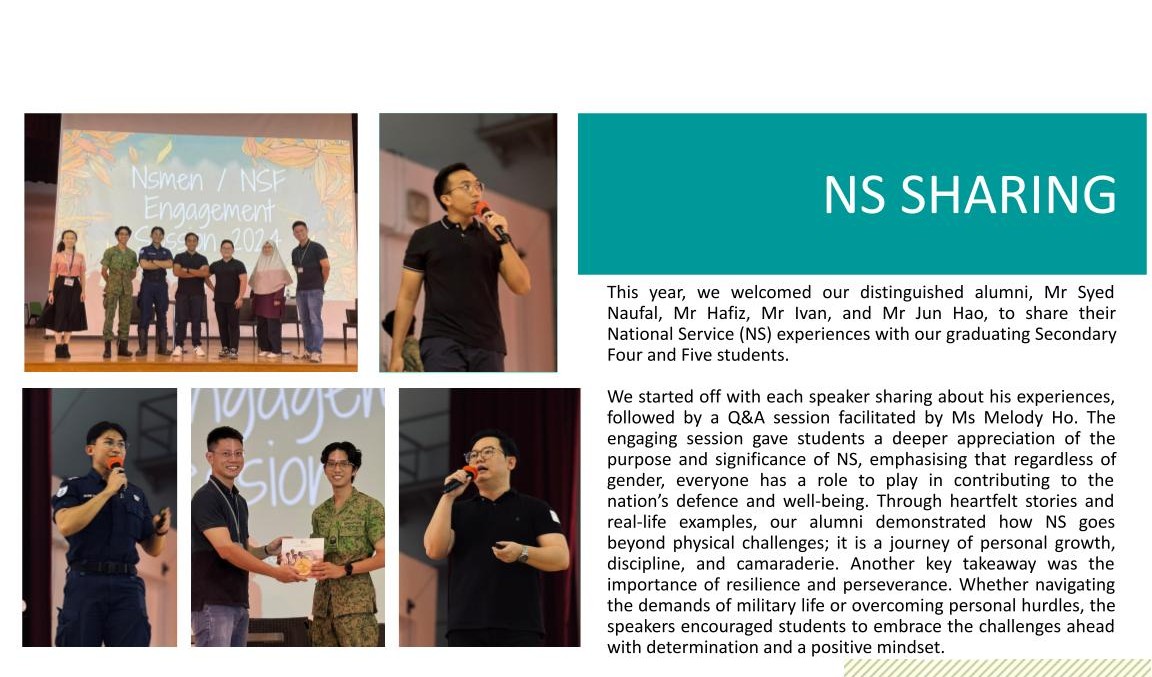 Nsmen / NSF
Engagement
Session 2024
NS SHARING
This year, we welcomed our distinguished alumni, Mr Syed
Naufal, Mr Hafiz, Mr Ivan, and Mr Jun Hao, to share their
National Service (NS) experiences with our graduating Secondary
Four and Five students.
We started off with each speaker sharing about his experiences,
followed by a Q&A session facilitated by Ms Melody Ho. The
engaging session gave students a deeper appreciation of the
purpose and significance of NS, emphasising that regardless of
gender, everyone has a role to play in contributing to the
nation’s defence and well-being. Through heartfelt stories and
real-life examples, our alumni demonstrated how NS goes
beyond physical challenges; it is a journey of personal growth,
discipline, and camaraderie. Another key takeaway was the
importance of resilience and perseverance. Whether navigating
the demands of military life or overcoming personal hurdles, the
speakers encouraged students to embrace the challenges ahead
with determination and a positive mindset.